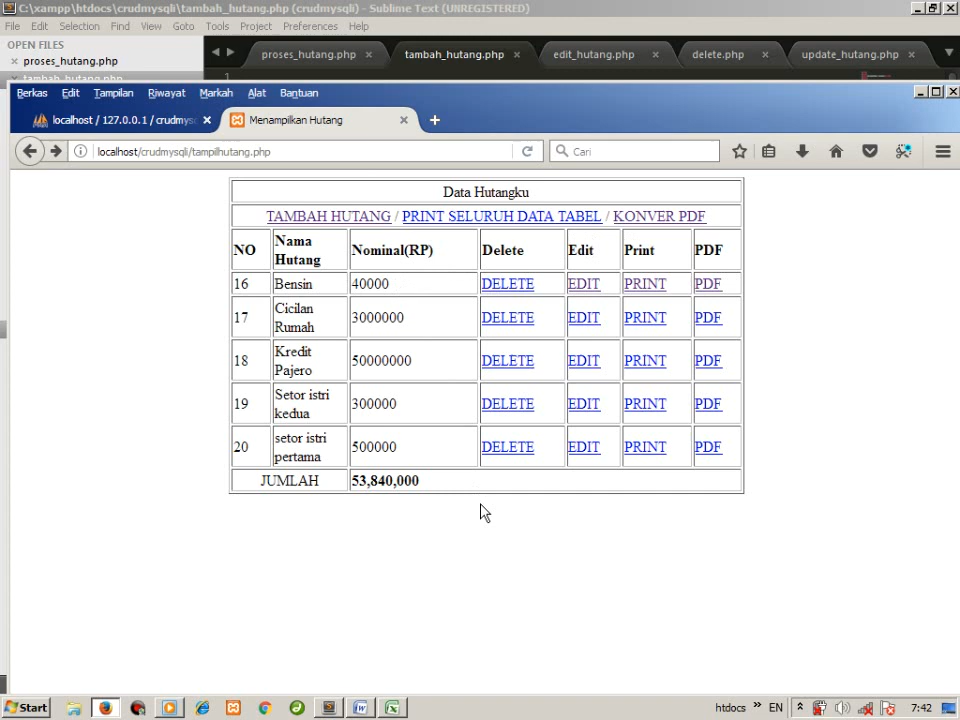 C:\xampp\htdocs\crudmysqli\tambah_hutang.php (crudmysqli) - Sublime Text (UNREGISTERED)
File Edit Selection Find View Goto Tools Project Preferences Help
OPEN FILES
proses_hutang.php
tambah_hutang.php
proses_hutang.php tambah_hutang.php edit_hutang.php delete.php update_hutang.php
1
Berkas Edit Tampilan Riwayat Markah Alat Bantuan
localhost / 127.0.0.1 / crudmys Menampilkan Hutang
localhost/crudmysqli/tampilhutang.php Cari
Data Hutangku
TAMBAH HUTANG / PRINT SELURUH DATA TABEL / KONVER PDF
NO Nama Hutang Nominal(RP) Delete Edit Print PDF
16 Bensin 40000 DELETE EDIT PRINT PDF
17 Cicilan Rumah 3000000 DELETE EDIT PRINT PDF
18 Kredit Pajero 50000000 DELETE EDIT PRINT PDF
19 Setor istri kedua 300000 DELETE EDIT PRINT PDF
20 setor istri pertama 500000 DELETE EDIT PRINT PDF
JUMLAH 53,840,000
Start htdocs » EN 7:42